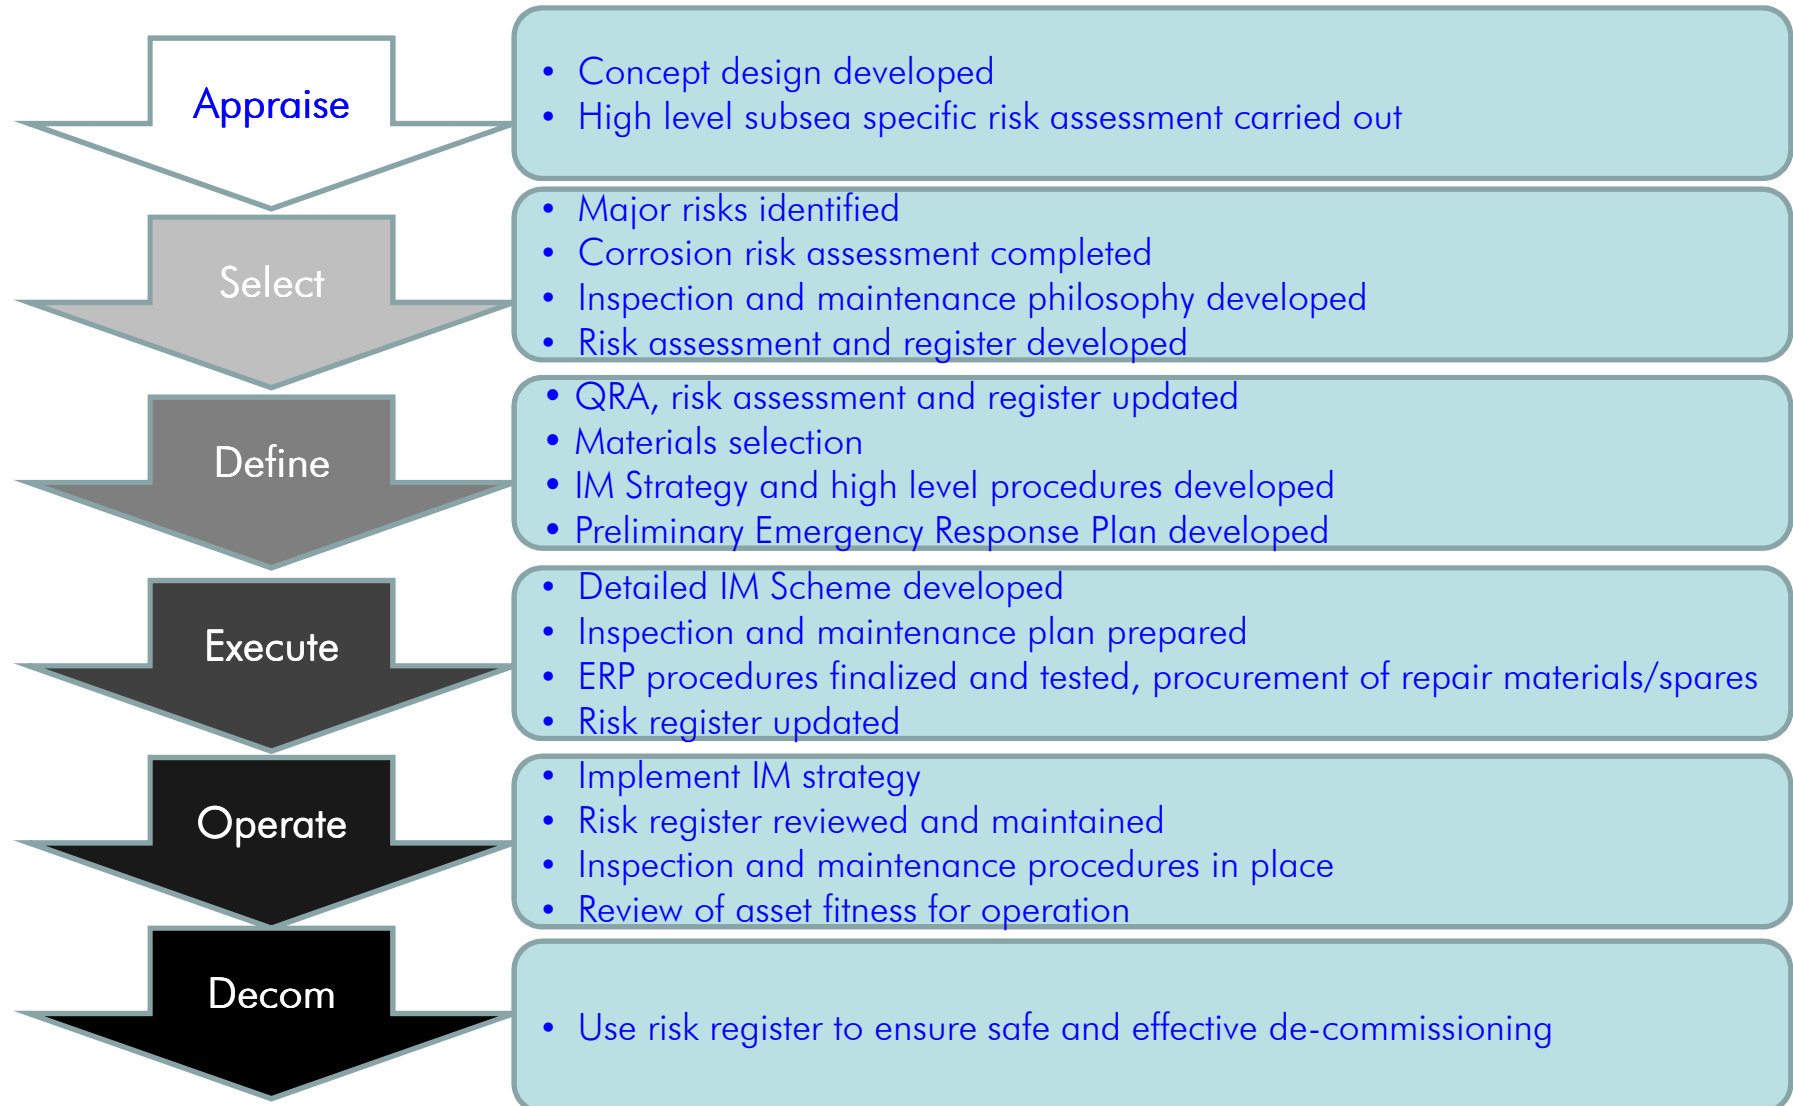 Appraise
• Concept design developed
• High level subsea specific risk assessment carried out
Select
• Major risks identified
• Corrosion risk assessment completed
• Inspection and maintenance philosophy developed
• Risk assessment and register developed
Define
• QRA, risk assessment and register updated
• Materials selection
• IM Strategy and high level procedures developed
• Preliminary Emergency Response Plan developed
Execute
• Detailed IM Scheme developed
• Inspection and maintenance plan prepared
• ERP procedures finalized and tested, procurement of repair materials/spares
• Risk register updated
Operate
• Implement IM strategy
• Risk register reviewed and maintained
• Inspection and maintenance procedures in place
• Review of asset fitness for operation
Decom
• Use risk register to ensure safe and effective de-commissioning